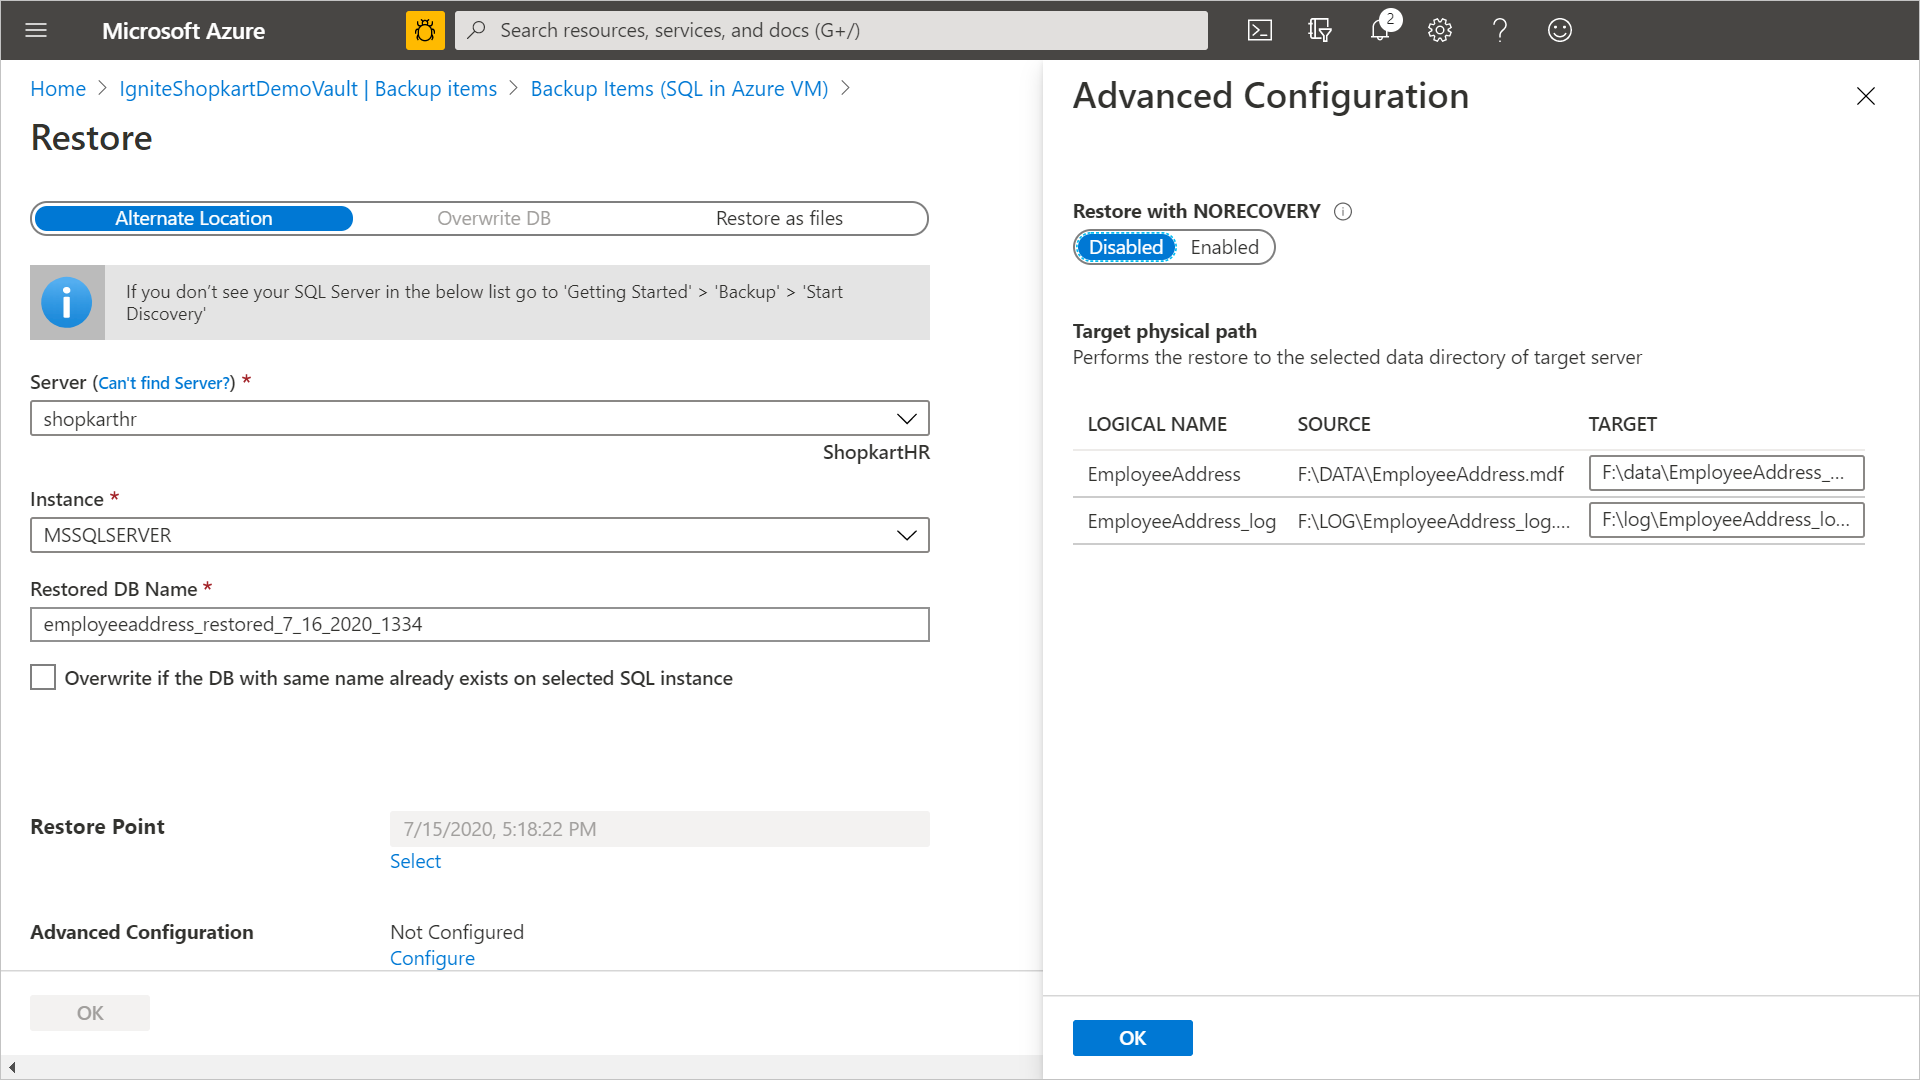 Microsoft Azure
Search resources, services, and docs (G+/)
2
Home > IgniteShopkartDemoVault | Backup items > Backup Items (SQL in Azure VM) >
Restore
Alternate Location
Overwrite DB
Restore as files
If you don't see your SQL Server in the below list go to 'Getting Started' > 'Backup' > 'Start
Discovery'
Server (Can't find Server?) *
shopkarthr
ShopkartHR
Instance *
MSSQLSERVER
Restored DB Name *
employeeaddress_restored_7_16_2020_1334
Overwrite if the DB with same name already exists on selected SQL instance
Restore Point
7/15/2020, 5:18:22 PM
Select
Advanced Configuration
Not Configured
Configure
OK
Advanced Configuration
Restore with NORECOVERY
Disabled Enabled
Target physical path
Performs the restore to the selected data directory of target server
LOGICAL NAME SOURCE TARGET
EmployeeAddress F:\DATA\EmployeeAddress.mdf F:\data\EmployeeAddress_...
EmployeeAddress_log F:\LOG\EmployeeAddress_log.... F:\log\EmployeeAddress_lo...
OK